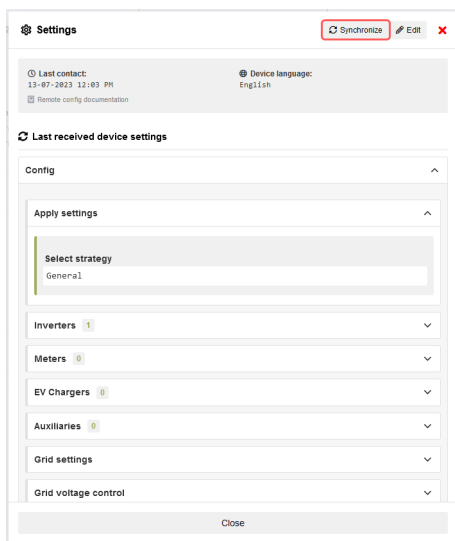 Settings
Synchronize
Edit
Last contact:
13-07-2023 12:03 PM
Device language:
English
Remote config documentation
Last received device settings
Config
Apply settings
Select strategy
General
Inverters 1
Meters 0
EV Chargers 0
Auxiliaries 0
Grid settings
Grid voltage control
Close